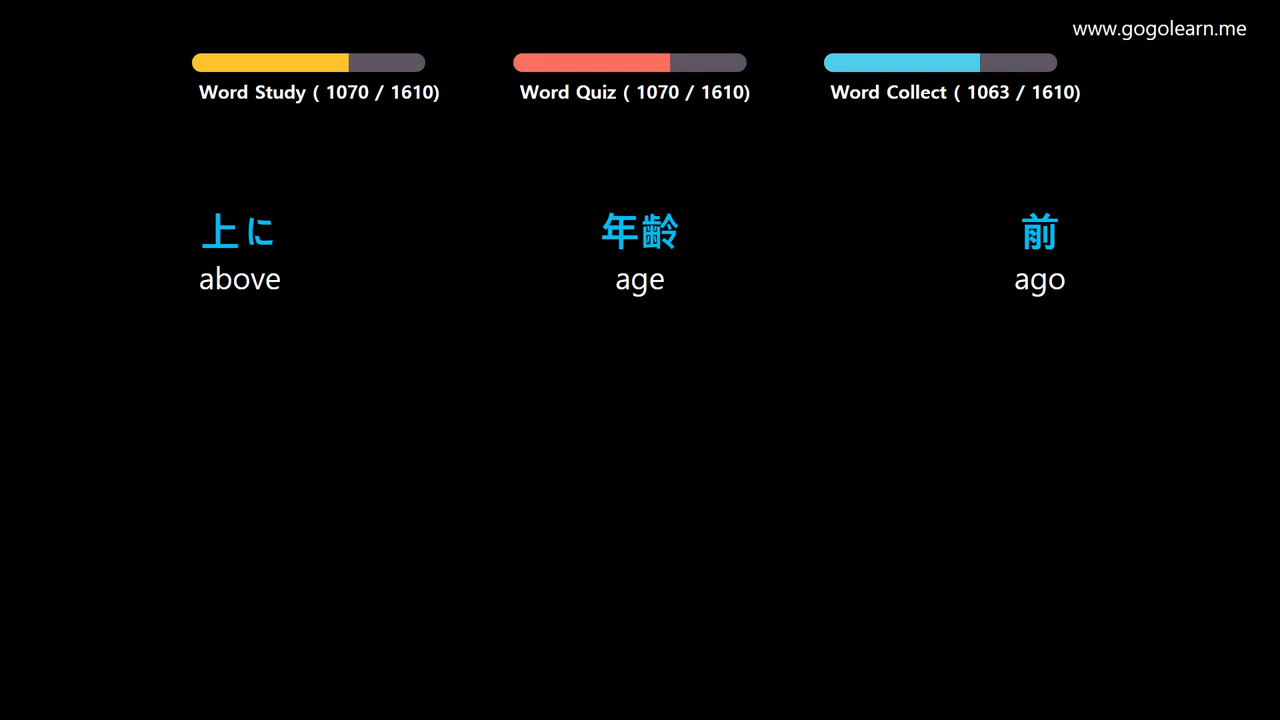 www.gogolearn.me
Word Study ( 1070 / 1610)
Word Quiz ( 1070 / 1610)
Word Collect ( 1063 / 1610)
上に
above
年齢
age
前
ago